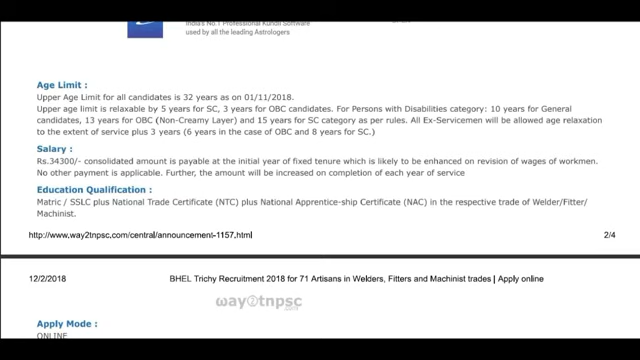 India's No.1 Professional Kundli Software
used by all the leading Astrologers
Age Limit :
Upper Age Limit for all candidates is 32 years as on 01/11/2018.
Upper age limit is relaxable by 5 years for SC, 3 years for OBC candidates. For Persons with Disabilities category: 10 years for General
candidates, 13 years for OBC (Non-Creamy Layer) and 15 years for SC category as per rules. All Ex-Servicemen will be allowed age relaxation
to the extent of service plus 3 years (6 years in the case of OBC and 8 years for SC.)
Salary :
Rs.34300/- consolidated amount is payable at the initial year of fixed tenure which is likely to be enhanced on revision of wages of workmen.
No other payment is applicable. Further, the amount will be increased on completion of each year of service
Education Qualification :
Matric / SSLC plus National Trade Certificate (NTC) plus National Apprentice-ship Certificate (NAC) in the respective trade of Welder/Fitter/
Machinist.
http://www.way2tnpsc.com/central/announcement-1157.html 2/4
12/2/2018 BHEL Trichy Recruitment 2018 for 71 Artisans in Welders, Fitters and Machinist trades | Apply online
way2tnpsc
.com
Apply Mode :
ONLINE